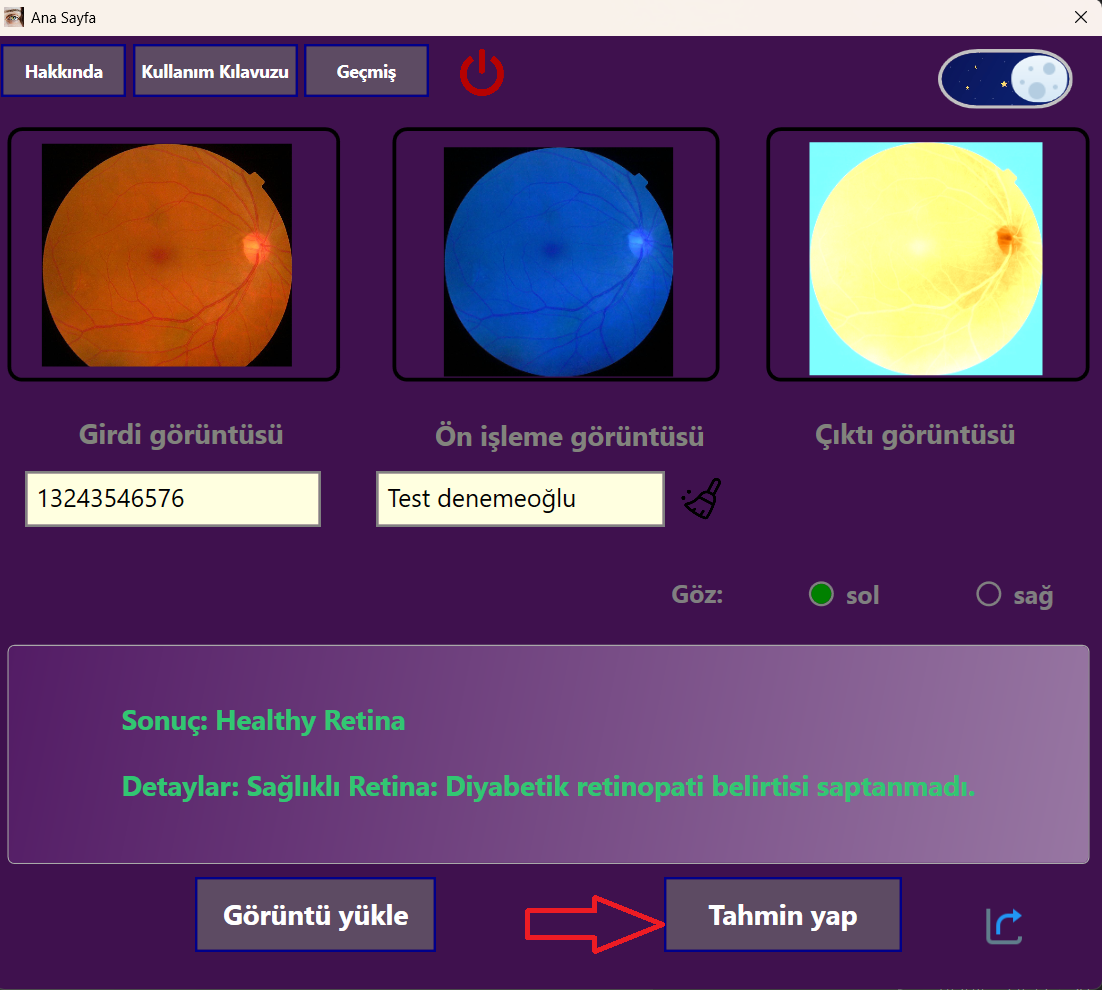 Ana Sayfa
Hakkında
Kullanım Kılavuzu
Geçmiş
Girdi görüntüsü
Ön işleme görüntüsü
Çıktı görüntüsü
13243546576
Test denemeoğlu
Göz:
sol
sağ
Sonuç: Healthy Retina
Detaylar: Sağlıklı Retina: Diyabetik retinopati belirtisi saptanmadı.
Görüntü yükle
Tahmin yap